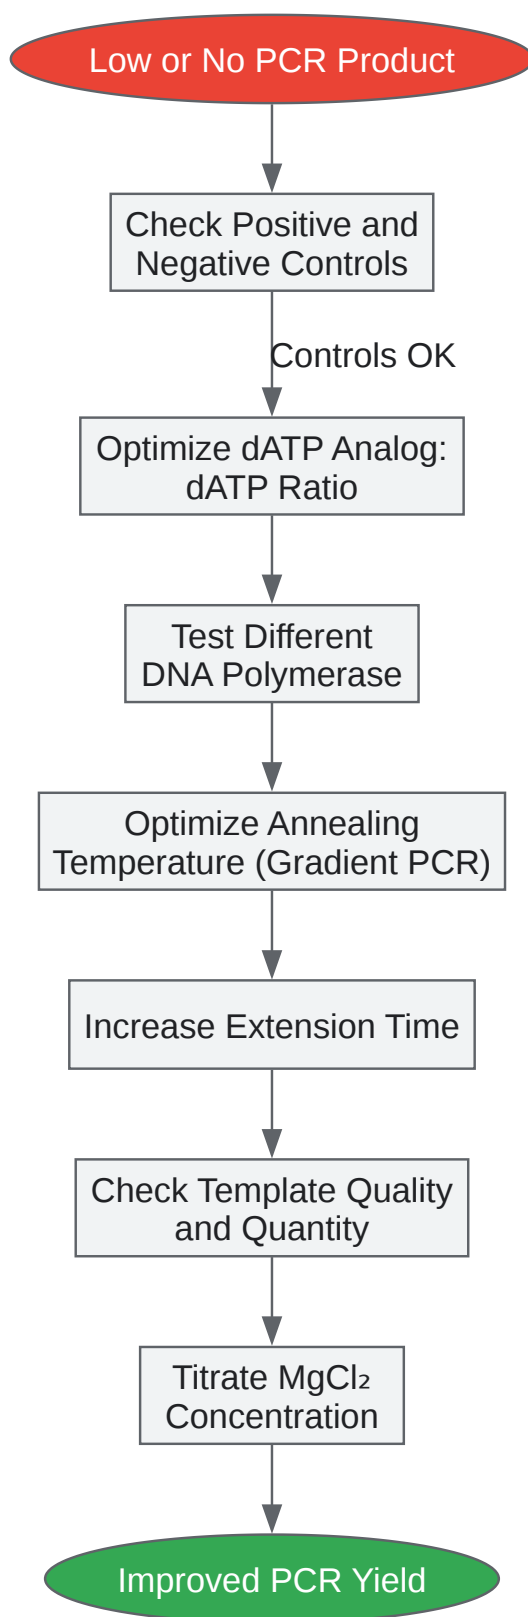 Low or No PCR Product
Check Positive and
Negative Controls
Controls OK
Optimize dATP Analog:
dATP Ratio
Test Different
DNA Polymerase
Optimize Annealing
Temperature (Gradient PCR)
Increase Extension Time
Check Template Quality
and Quantity
Titrate MgCl₂
Concentration
Improved PCR Yield